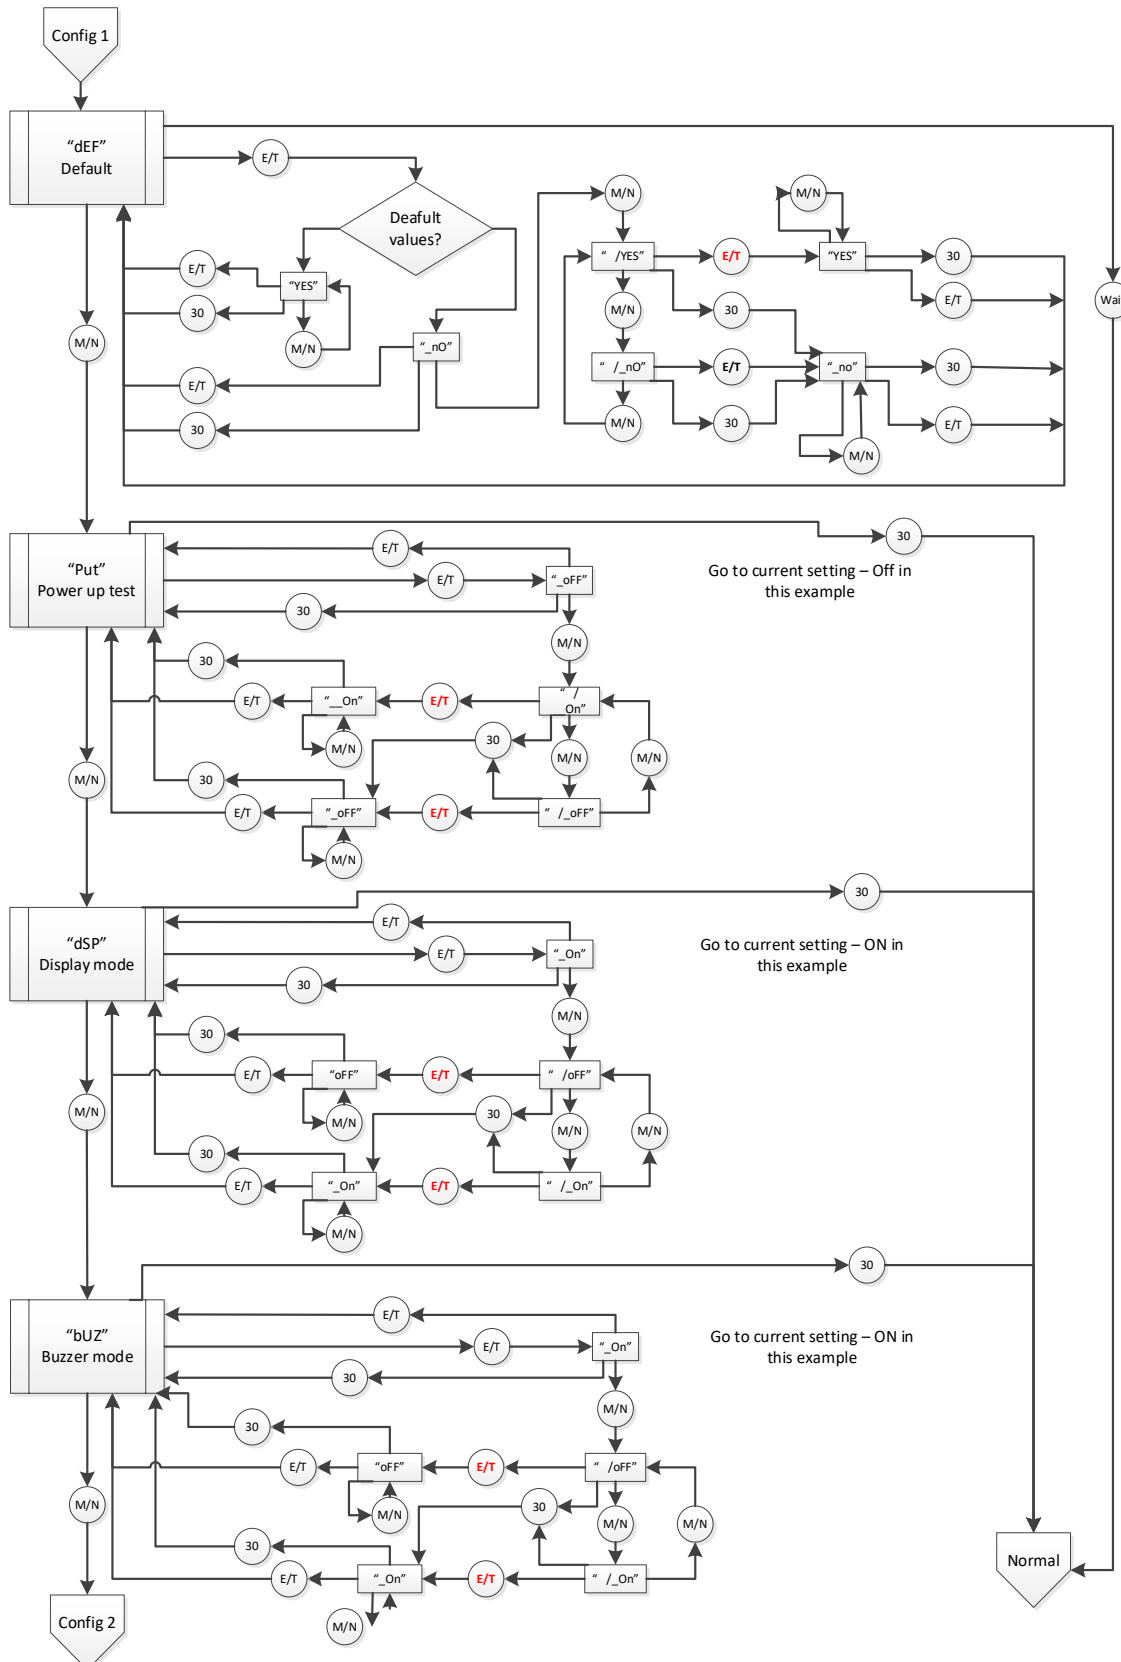 Config 1
“dEF”
Default
E/T
Deafult
values?
M/N
M/N
E/T
“YES”
30
M/N
M/N
“_nO”
E/T
30
“ /YES”
E/T
“YES”
30
E/T
Wait
M/N
30
“ /_nO”
E/T
“_no”
30
M/N
30
E/T
M/N
“Put”
Power up test
30
E/T
Go to current setting – Off in
this example
E/T
“_oFF”
30
M/N
30
E/T
“__On”
E/T
“ /
On”
M/N
30
M/N
M/N
M/N
30
E/T
“_oFF”
E/T
“ /_oFF”
M/N
“dSP”
Display mode
30
E/T
Go to current setting – ON in
this example
E/T
“_On”
30
M/N
30
E/T
“oFF”
E/T
“ /oFF”
M/N
M/N
30
M/N
M/N
30
E/T
“_On”
E/T
“ /_On”
M/N
“bUZ”
Buzzer mode
30
E/T
Go to current setting – ON in
this example
E/T
“_On”
30
M/N
30
E/T
“oFF”
E/T
“ /oFF”
M/N
M/N
30
M/N
M/N
30
E/T
“_On”
E/T
“ /_On”
M/N
Normal
Config 2